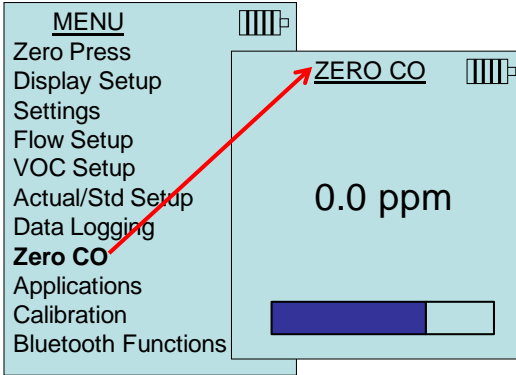 MENU
Zero Press
Display Setup
Settings
Flow Setup
VOC Setup
Actual/Std Setup
Data Logging
Zero CO
Applications
Calibration
Bluetooth Functions
ZERO CO
0.0 ppm